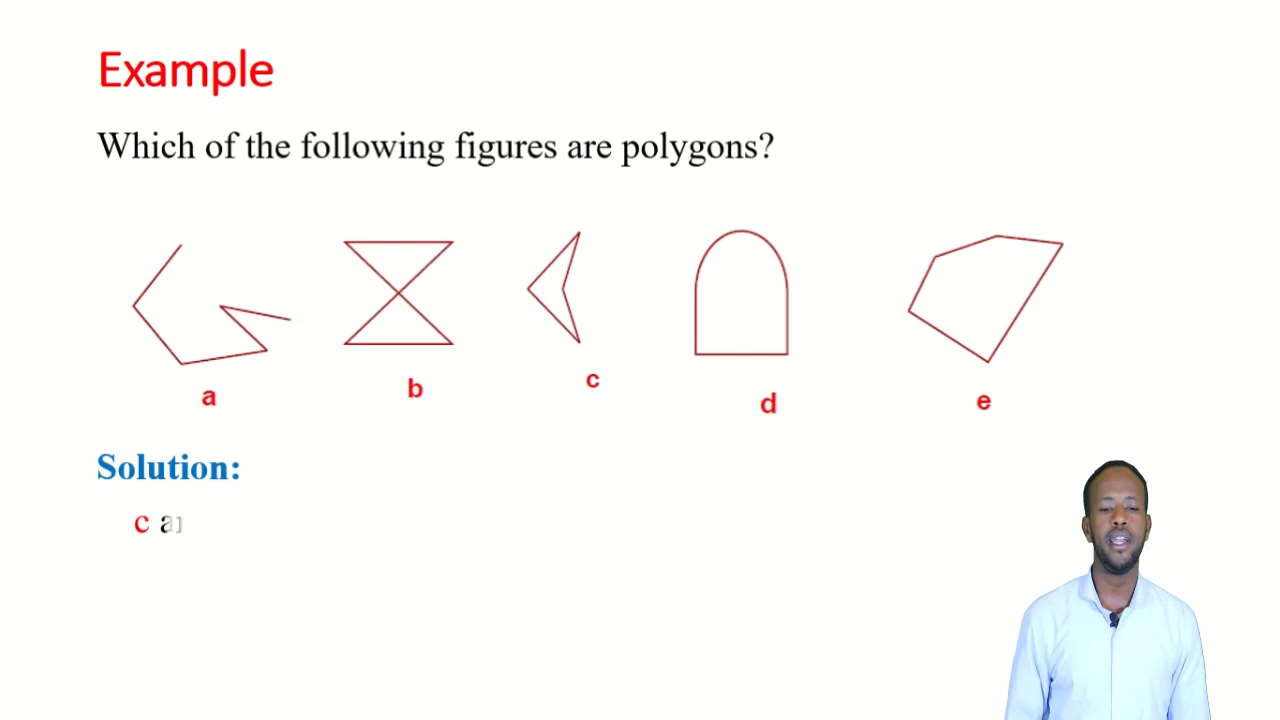 Example
Which of the following figures are polygons?
a b c d e
Solution:
c